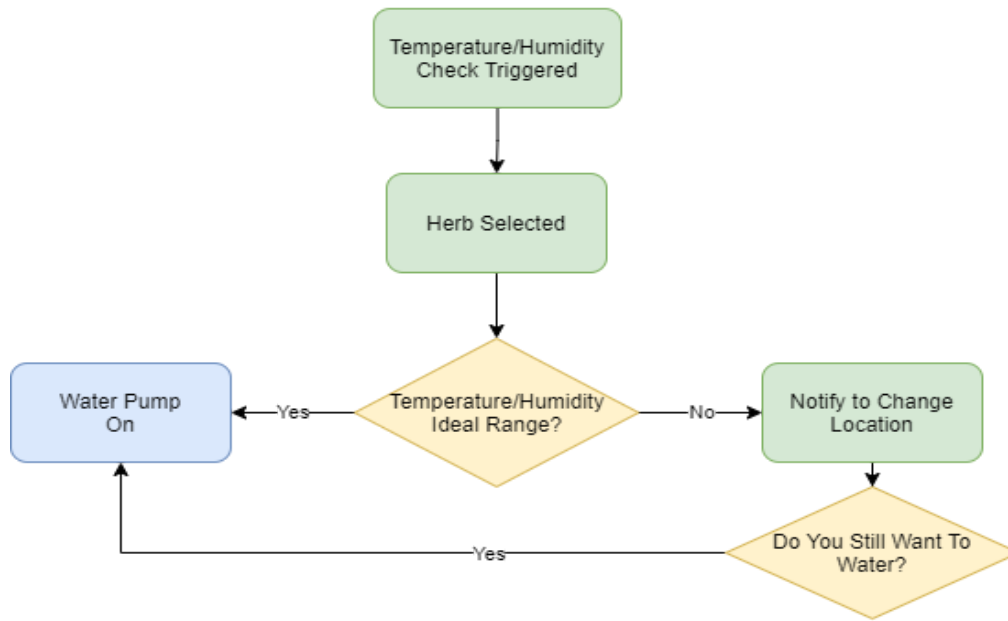 Temperature/Humidity
Check Triggered
Herb Selected
Water Pump
On
Yes
Temperature/Humidity
Ideal Range?
No
Notify to Change
Location
Do You Still Want To
Water?
Yes